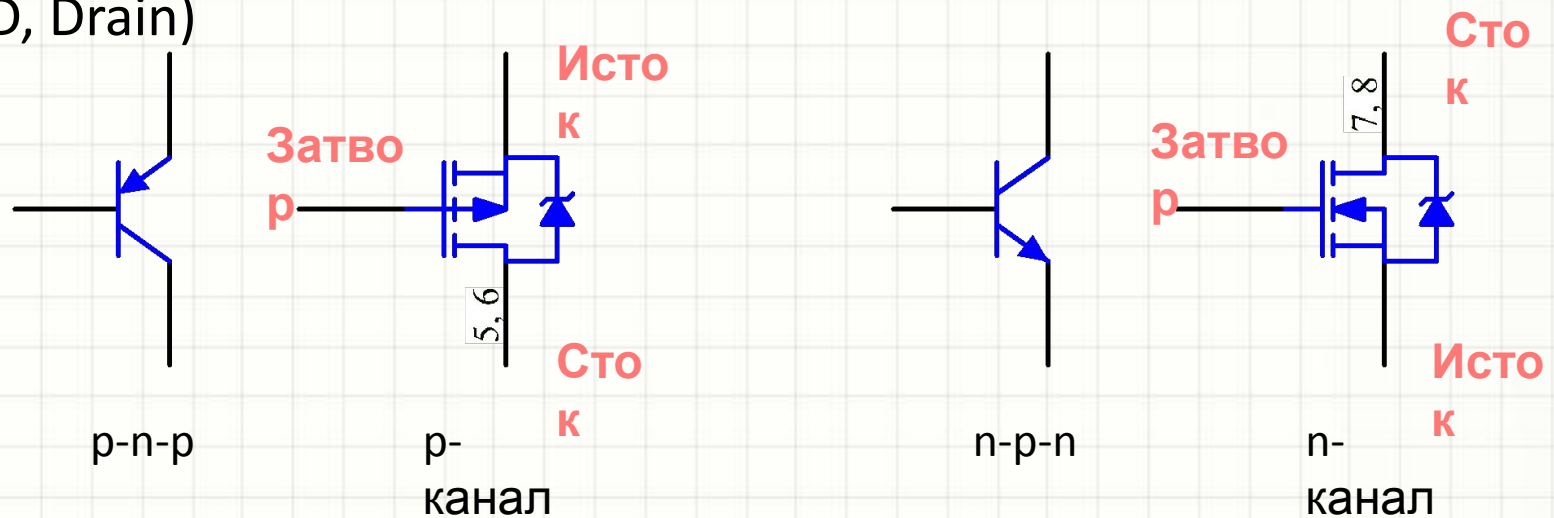 D, Drain)
Исто
к
Затво
р
5, 6
Сто
к
p-n-p
p-
канал
Сто
к
7, 8
Затво
р
Исто
к
n-p-n
n-
канал